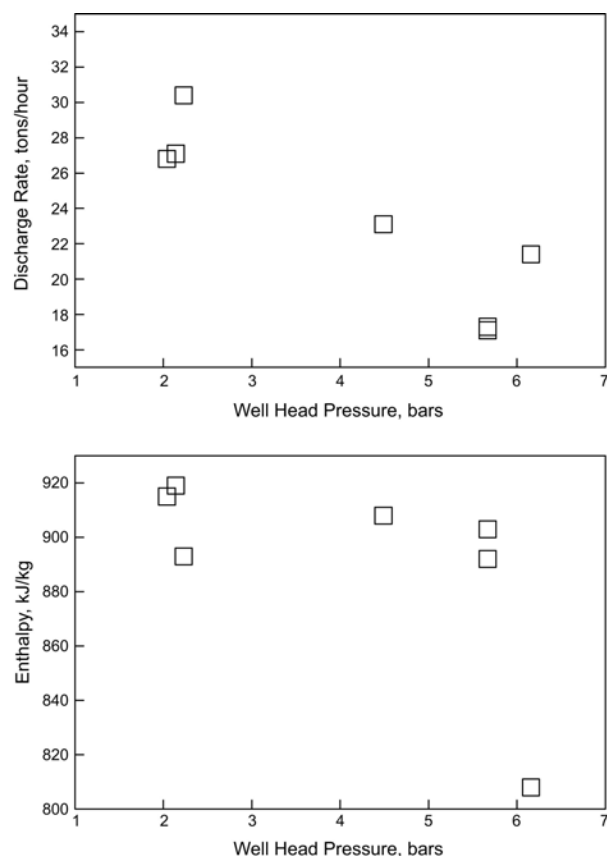 34
32
30
28
26
24
22
20
18
16
Discharge Rate, tons/hour
1 2 3 4 5 6 7
Well Head Pressure, bars
920
900
880
860
840
820
800
Enthalpy, kJ/kg
1 2 3 4 5 6 7
Well Head Pressure, bars